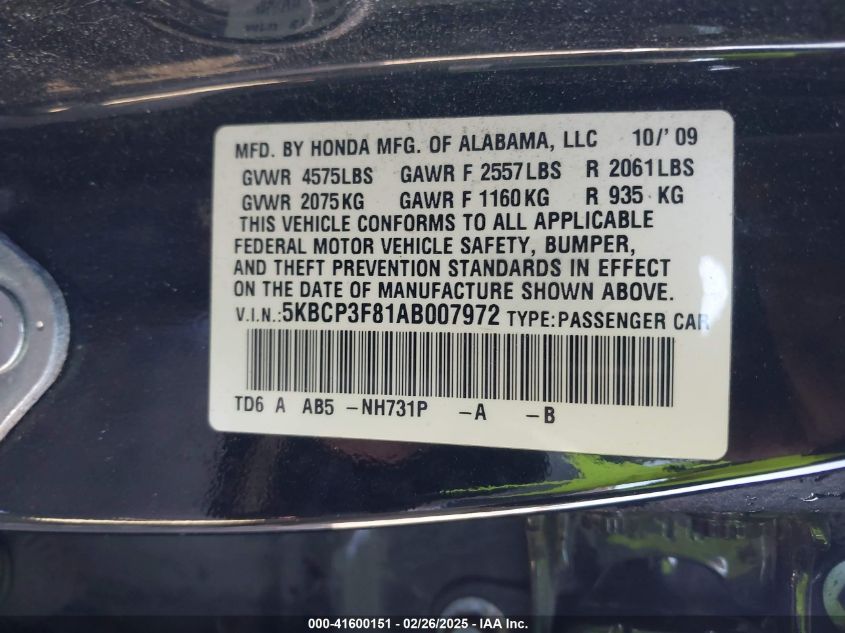 MFD. BY HONDA MFG. OF ALABAMA, LLC 10/'09
GVWR 4575LBS GAWR F 2557LBS R 2061LBS
GVWR 2075KG GAWR F 1160KG R 935 KG
THIS VEHICLE CONFORMS TO ALL APPLICABLE
FEDERAL MOTOR VEHICLE SAFETY, BUMPER,
AND THEFT PREVENTION STANDARDS IN EFFECT
ON THE DATE OF MANUFACTURE SHOWN ABOVE.
V.I.N.:5KBCP3F81AB007972 TYPE:PASSENGER CAR
TD6 A AB5 -NH731P -A -B
000-41600151 - 02/26/2025 - IAA Inc.